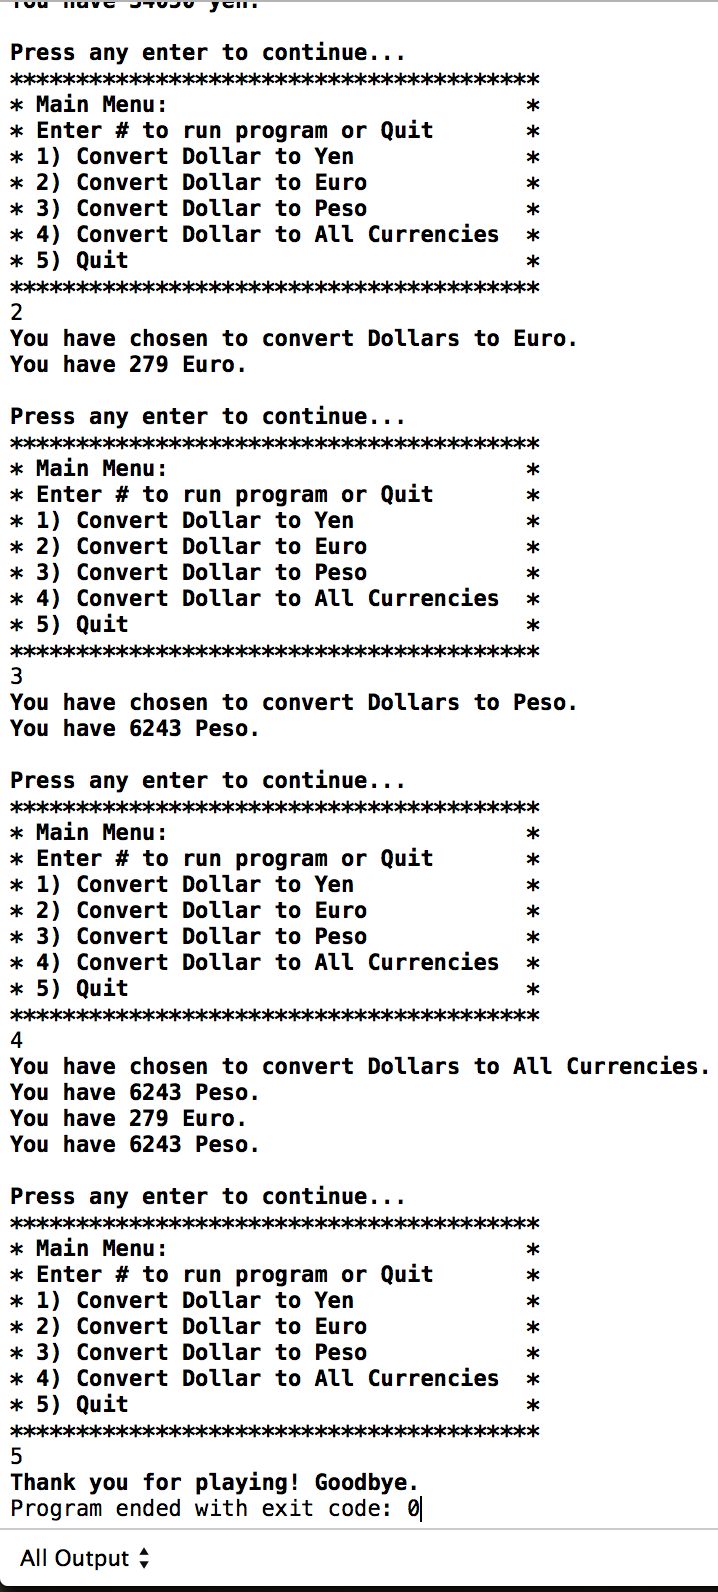 You have yen.
Press any enter to continue...
****************************************
* Main Menu:                           *
* Enter # to run program or Quit       *
* 1) Convert Dollar to Yen             *
* 2) Convert Dollar to Euro            *
* 3) Convert Dollar to Peso            *
* 4) Convert Dollar to All Currencies  *
* 5) Quit                              *
****************************************
2
You have chosen to convert Dollars to Euro.
You have 279 Euro.
Press any enter to continue...
****************************************
* Main Menu:                           *
* Enter # to run program or Quit       *
* 1) Convert Dollar to Yen             *
* 2) Convert Dollar to Euro            *
* 3) Convert Dollar to Peso            *
* 4) Convert Dollar to All Currencies  *
* 5) Quit                              *
****************************************
3
You have chosen to convert Dollars to Peso.
You have 6243 Peso.
Press any enter to continue...
****************************************
* Main Menu:                           *
* Enter # to run program or Quit       *
* 1) Convert Dollar to Yen             *
* 2) Convert Dollar to Euro            *
* 3) Convert Dollar to Peso            *
* 4) Convert Dollar to All Currencies  *
* 5) Quit                              *
****************************************
4
You have chosen to convert Dollars to All Currencies.
You have 6243 Peso.
You have 279 Euro.
You have 6243 Peso.
Press any enter to continue...
****************************************
* Main Menu:                           *
* Enter # to run program or Quit       *
* 1) Convert Dollar to Yen             *
* 2) Convert Dollar to Euro            *
* 3) Convert Dollar to Peso            *
* 4) Convert Dollar to All Currencies  *
* 5) Quit                              *
****************************************
5
Thank you for playing! Goodbye.
Program ended with exit code: 0
All Output